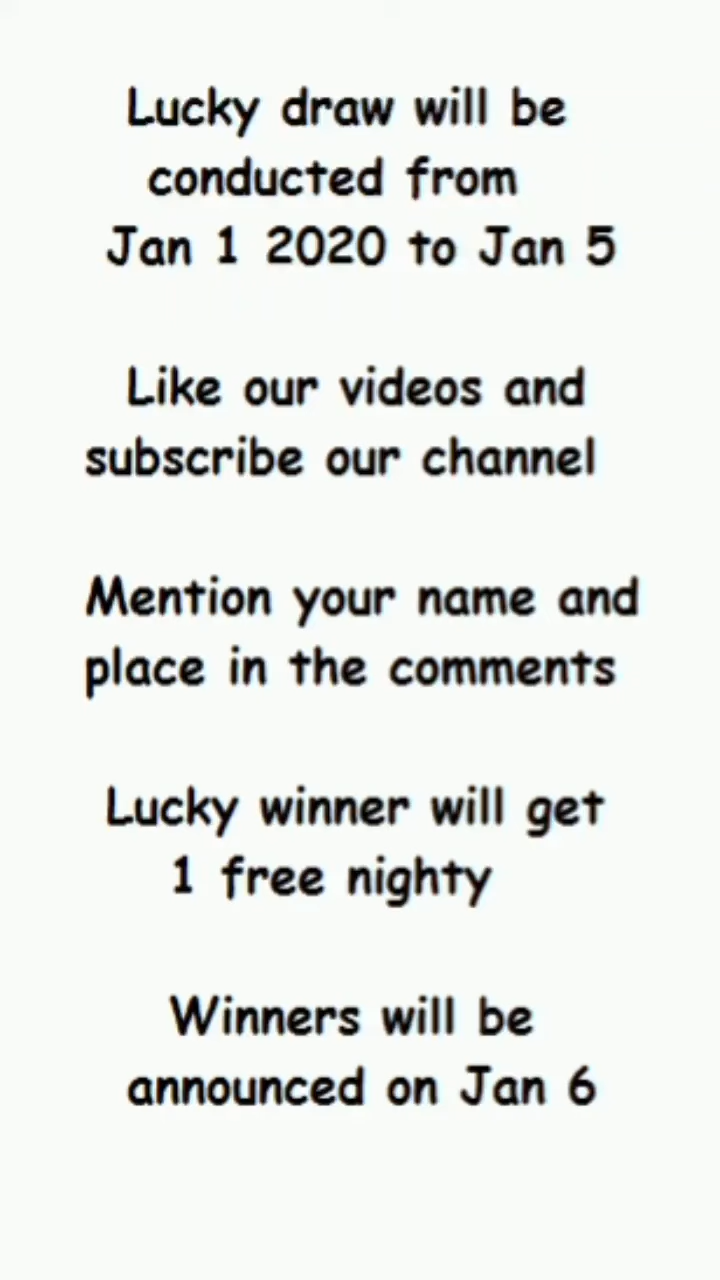 Lucky draw will be
conducted from
Jan 1 2020 to Jan 5
Like our videos and
subscribe our channel
Mention your name and
place in the comments
Lucky winner will get
1 free nighty
Winners will be
announced on Jan 6